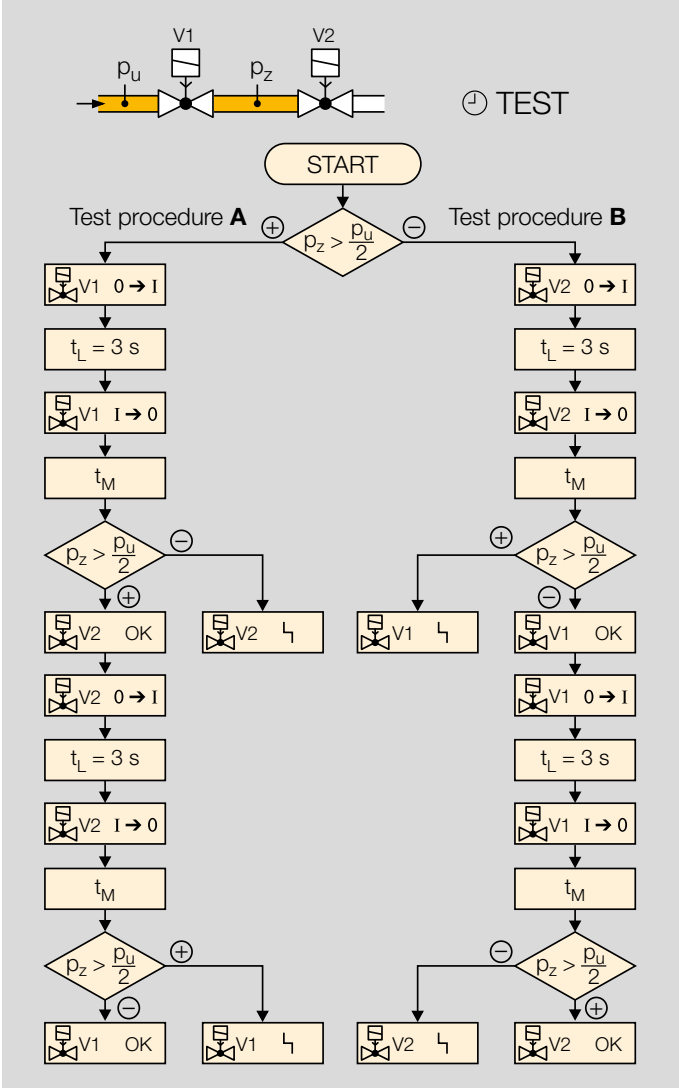 V1 V2
pu pz
TEST
START
Test procedure A + pz > pu/2 − Test procedure B
V1 0 → I V2 0 → I
tL = 3 s tL = 3 s
V1 I → 0 V2 I → 0
tM tM
pz > pu/2 − + pz > pu/2
+ −
V2 OK V2 V1 V1 OK
V2 0 → I V1 0 → I
tL = 3 s tL = 3 s
V2 I → 0 V1 I → 0
tM tM
pz > pu/2 + − pz > pu/2
− +
V1 OK V1 V2 V2 OK